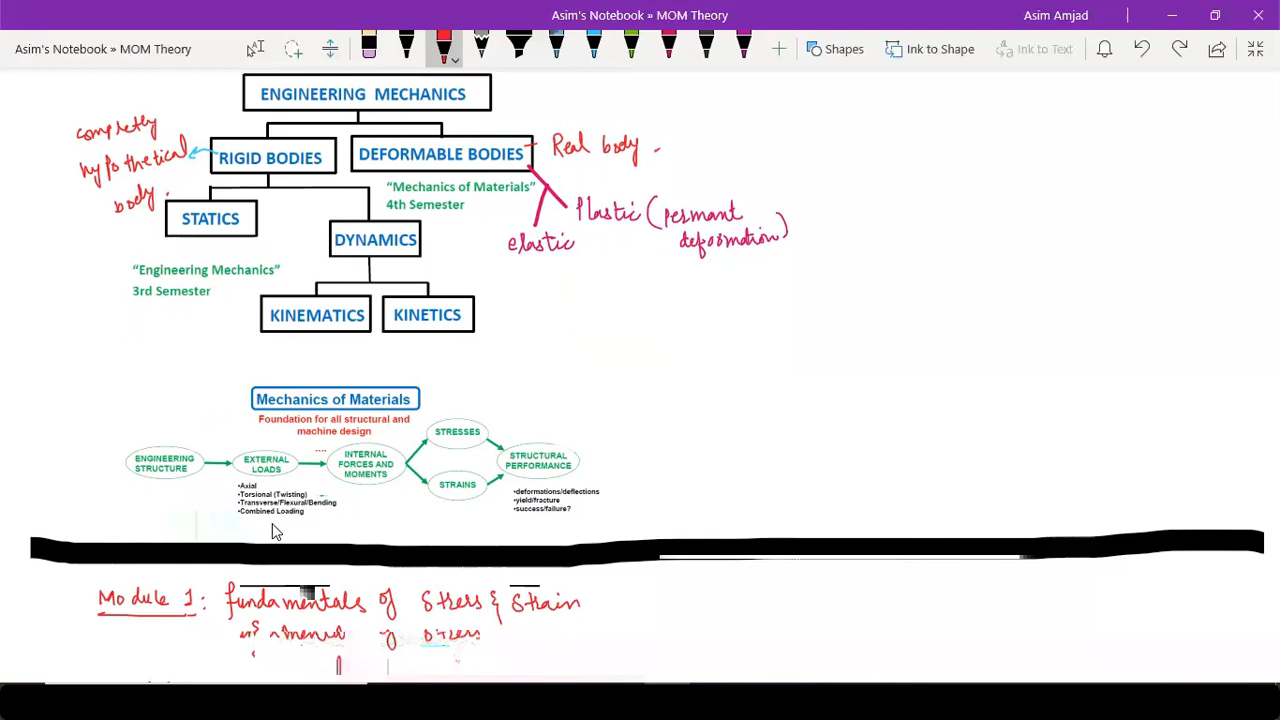 Asim's Notebook » MOM Theory
Asim Amjad
Asim's Notebook » MOM Theory
Shapes
Ink to Shape
Ink to Text
ENGINEERING MECHANICS
completly
hypothetical
body.
RIGID BODIES
DEFORMABLE BODIES
Real body.
"Mechanics of Materials"
4th Semester
Plastic (permant
deformation)
elastic
STATICS
DYNAMICS
"Engineering Mechanics"
3rd Semester
KINEMATICS
KINETICS
Mechanics of Materials
Foundation for all structural and
machine design
ENGINEERING
STRUCTURE
EXTERNAL
LOADS
INTERNAL
FORCES AND
MOMENTS
STRESSES
STRAINS
STRUCTURAL
PERFORMANCE
•Axial
•Torsional (Twisting)
•Transverse/Flexural/Bending
•Combined Loading
•deformations/deflections
•yield/fracture
•success/failure?
Module 1: fundamentals of Stress & Strain